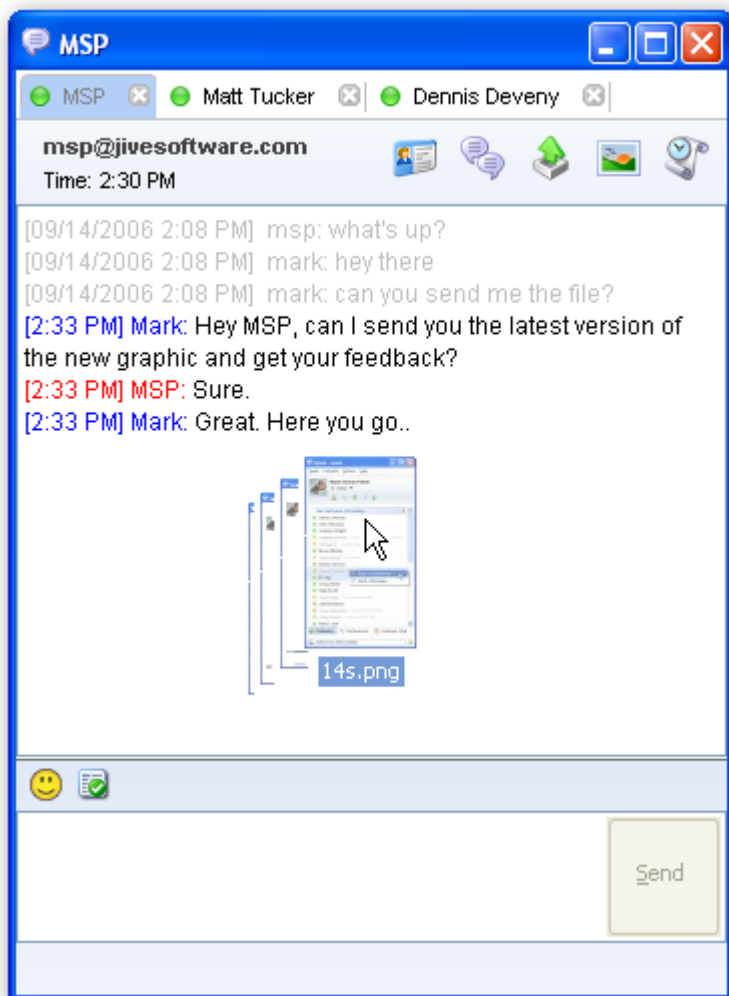 MSP
MSP Matt Tucker Dennis Deveny
msp@jivesoftware.com
Time: 2:30 PM
[09/14/2006 2:08 PM] msp: what's up?
[09/14/2006 2:08 PM] mark: hey there
[09/14/2006 2:08 PM] mark: can you send me the file?
[2:33 PM] Mark: Hey MSP, can I send you the latest version of
the new graphic and get your feedback?
[2:33 PM] MSP: Sure.
[2:33 PM] Mark: Great. Here you go..
14s.png
Send